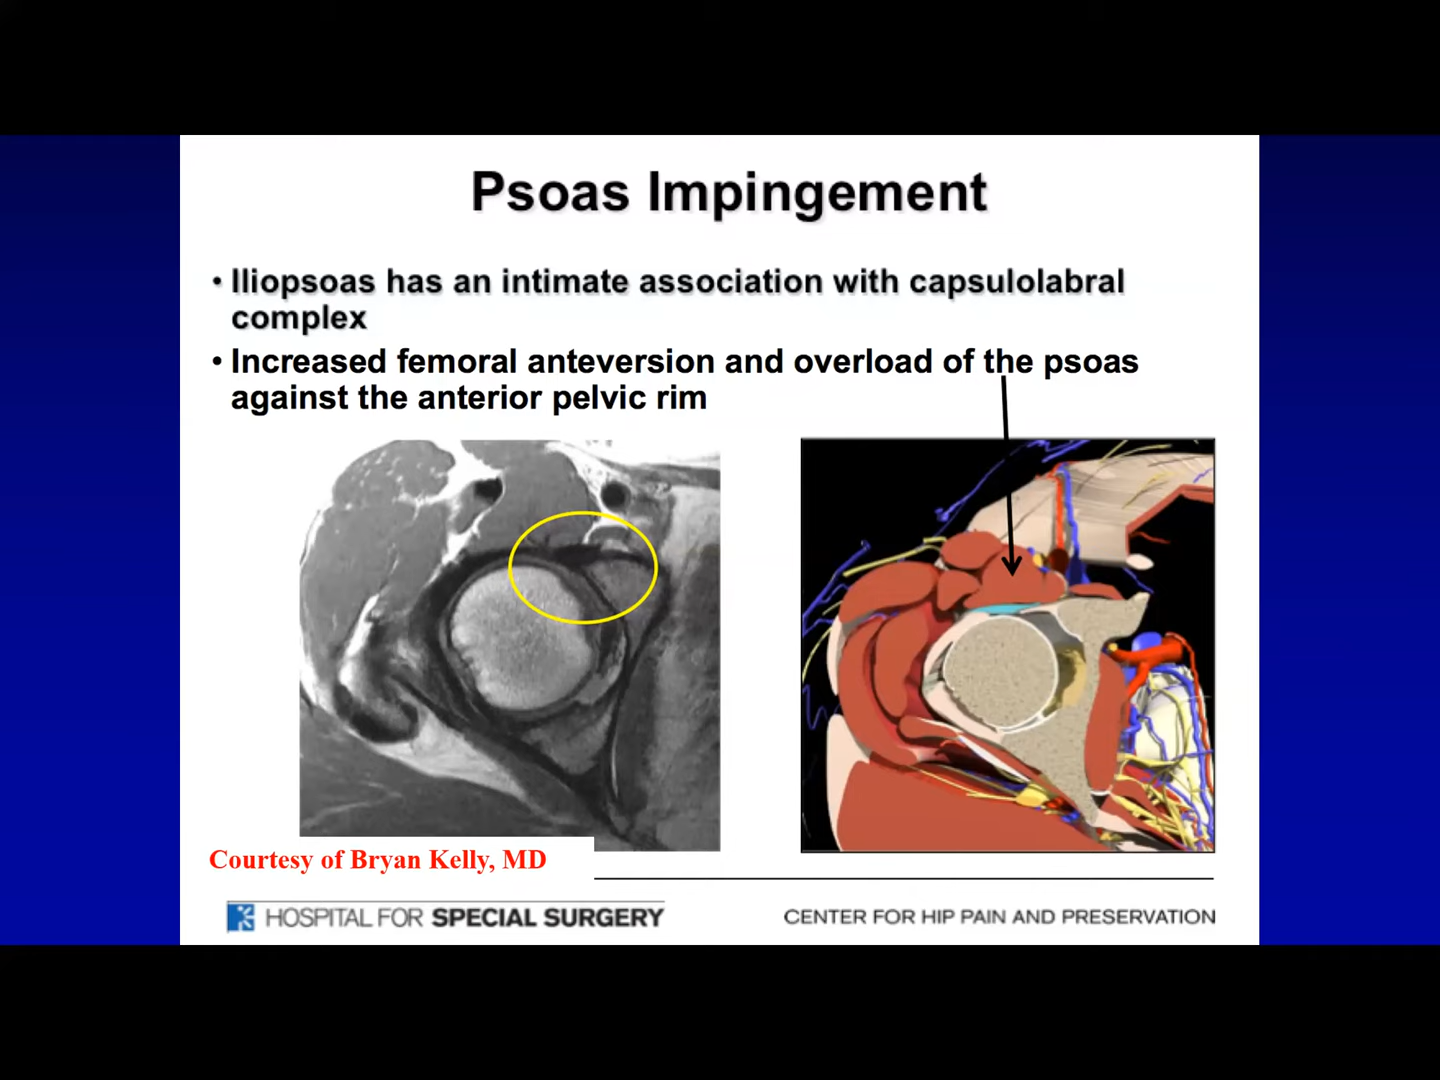 Psoas Impingement
• Iliopsoas has an intimate association with capsulolabral
complex
• Increased femoral anteversion and overload of the psoas
against the anterior pelvic rim
Courtesy of Bryan Kelly, MD
HOSPITAL FOR SPECIAL SURGERY
CENTER FOR HIP PAIN AND PRESERVATION